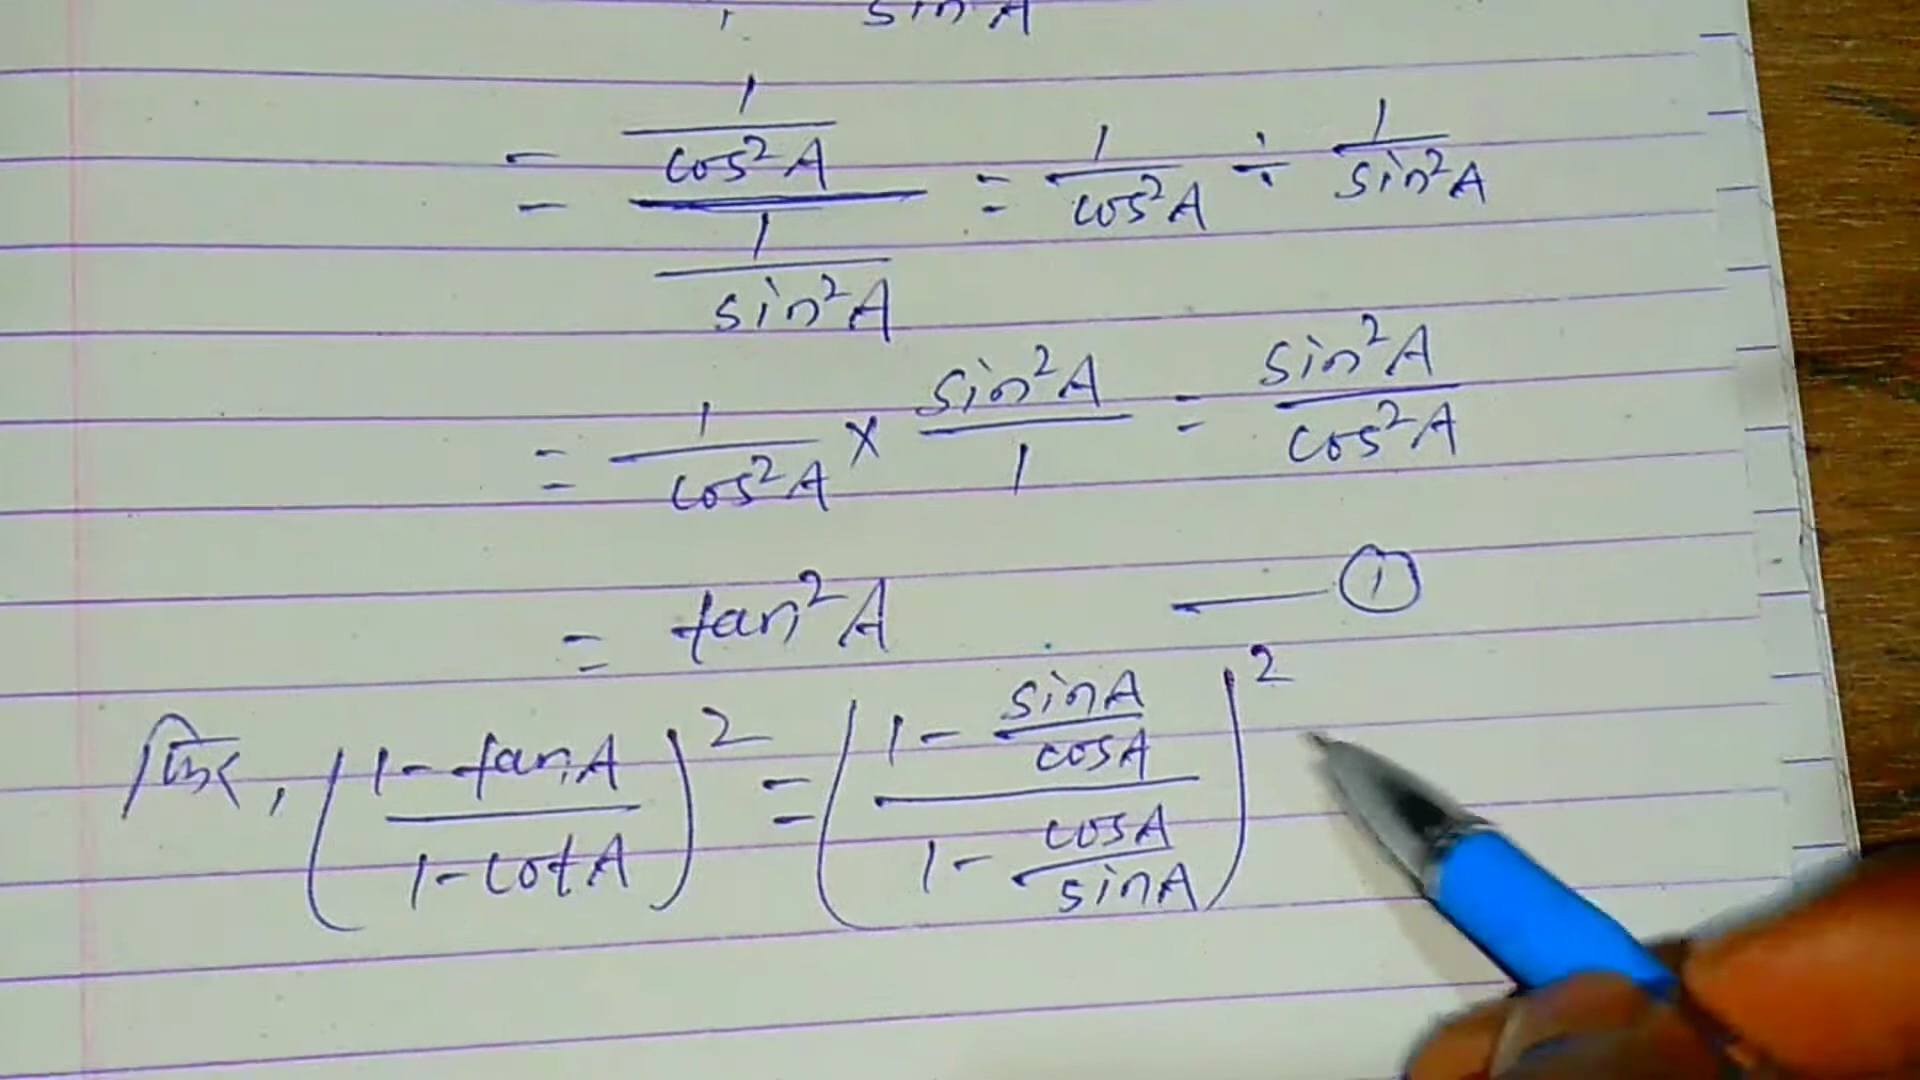 sin A
= (1/cos²A)/(1/sin²A) = 1/cos²A ÷ 1/sin²A
= 1/cos²A × sin²A/1 = sin²A/cos²A
= tan²A —— ①
, ((1-tanA)/(1-cotA))² = ((1 - sinA/cosA)/(1 - cosA/sinA))²